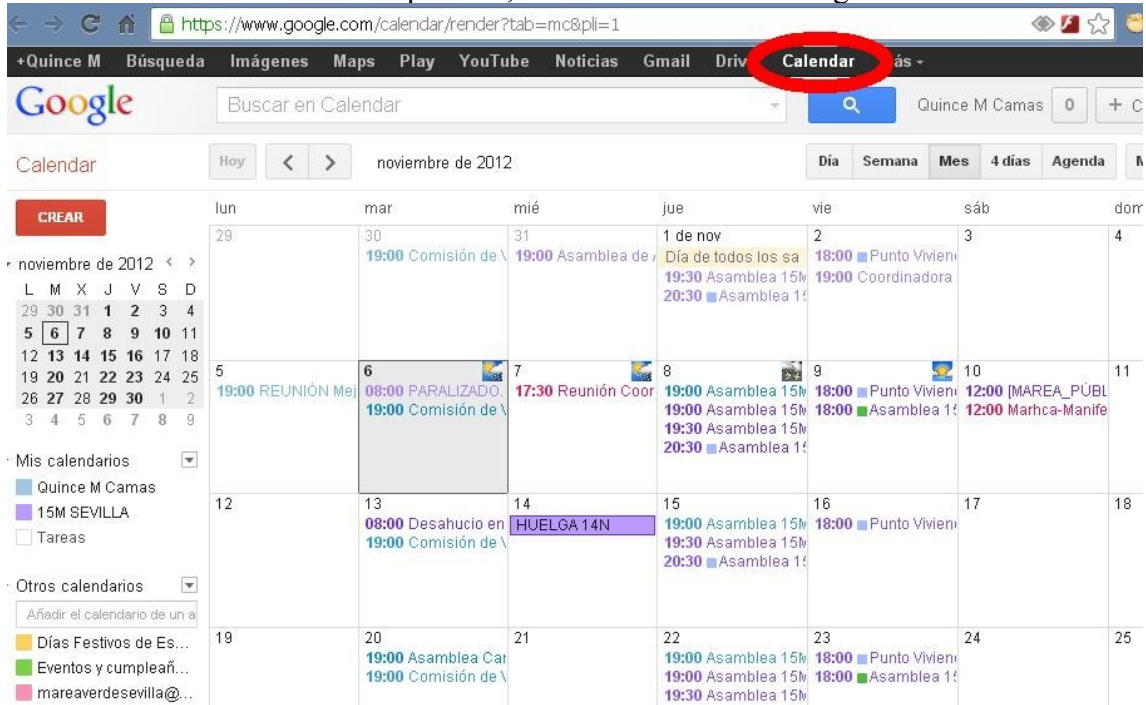 https://www.google.com/calendar/render?tab=mc&pli=1
+Quince M Búsqueda Imágenes Maps Play YouTube Noticias Gmail Driv Calendar ás
Google Buscar en Calendar Quince M Camas 0 + C
Calendar Hoy < > noviembre de 2012 Día Semana Mes 4 días Agenda
CREAR
noviembre de 2012 < >
L M X J V S D
29 30 31 1 2 3 4
5 6 7 8 9 10 11
12 13 14 15 16 17 18
19 20 21 22 23 24 25
26 27 28 29 30 1 2
3 4 5 6 7 8 9
Mis calendarios
Quince M Camas
15M SEVILLA
Tareas
Otros calendarios
Añadir el calendario de un a
Días Festivos de Es...
Eventos y cumpleañ...
mareaverdesevilla@...
lun mar mié jue vie sáb dom
29 30 31 1 de nov 2 3 4
19:00 Comisión de 19:00 Asamblea de Día de todos los sa 18:00 Punto Vivien
19:30 Asamblea 15M 19:00 Coordinadora
20:30 Asamblea 15
5 6 7 8 9 10 11
19:00 REUNIÓN Mej 08:00 PARALIZADO. 17:30 Reunión Coor 19:00 Asamblea 15M 18:00 Punto Vivien 12:00 [MAREA_PÚBL
19:00 Comisión de 19:00 Asamblea 15M 18:00 Asamblea 15 12:00 Marhca-Manife
19:30 Asamblea 15M
20:30 Asamblea 15
12 13 14 15 16 17 18
08:00 Desahucio en HUELGA 14N 19:00 Asamblea 15M 18:00 Punto Vivien
19:00 Comisión de 19:30 Asamblea 15M
20:30 Asamblea 15
19 20 21 22 23 24 25
19:00 Asamblea Car 19:00 Asamblea 15M 18:00 Punto Vivien
19:00 Comisión de 19:00 Asamblea 15M 18:00 Asamblea 15
19:30 Asamblea 15M